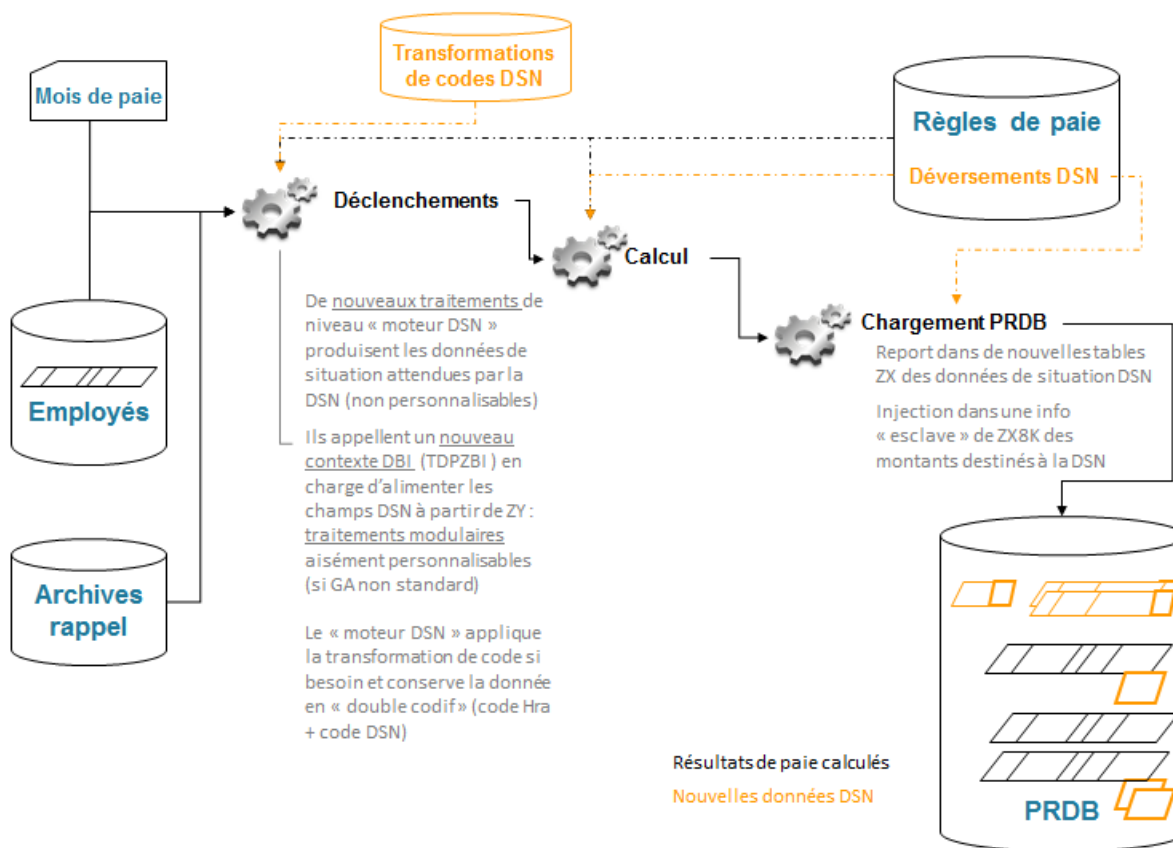 Transformations
de codes DSN
Mois de paie
Règles de paie
Déversements DSN
Déclenchements
Calcul
Chargement PRDB
Report dans de nouvelles tables
ZX des données de situation DSN
Injection dans une info
« esclave » de ZX8K des
montants destinés à la DSN
De nouveaux traitements de
niveau « moteur DSN »
produisent les données de
situation attendues par la
DSN (non personnalisables)
Ils appellent un nouveau
contexte DBI (TDPZBI ) en
charge d’alimenter les
champs DSN à partir de ZY :
traitements modulaires
aisément personnalisables
(si GA non standard)
Le « moteur DSN » applique
la transformation de code si
besoin et conserve la donnée
en « double codif » (code Hra
+ code DSN)
Employés
Archives
rappel
Résultats de paie calculés
Nouvelles données DSN
PRDB